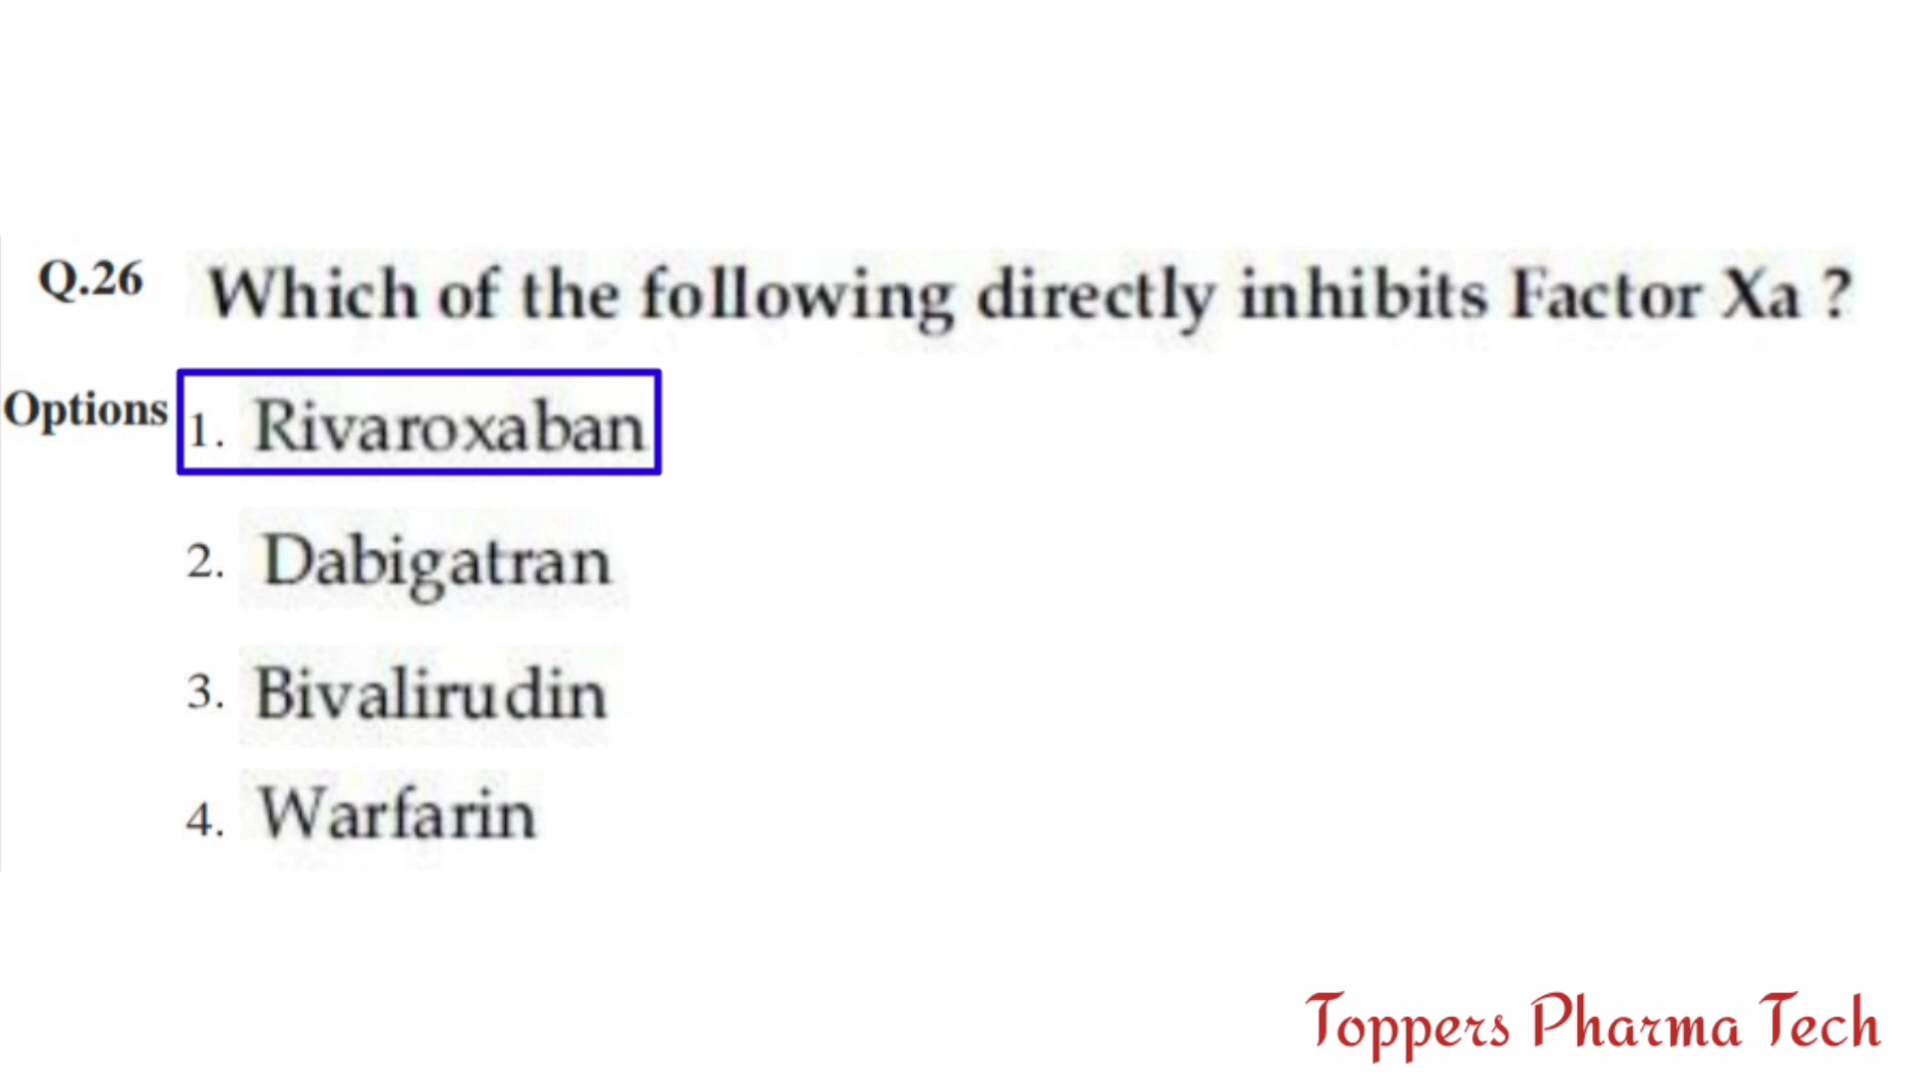 Q.26 Which of the following directly inhibits Factor Xa ?
Options 1. Rivaroxaban
2. Dabigatran
3. Bivalirudin
4. Warfarin
Toppers Pharma Tech